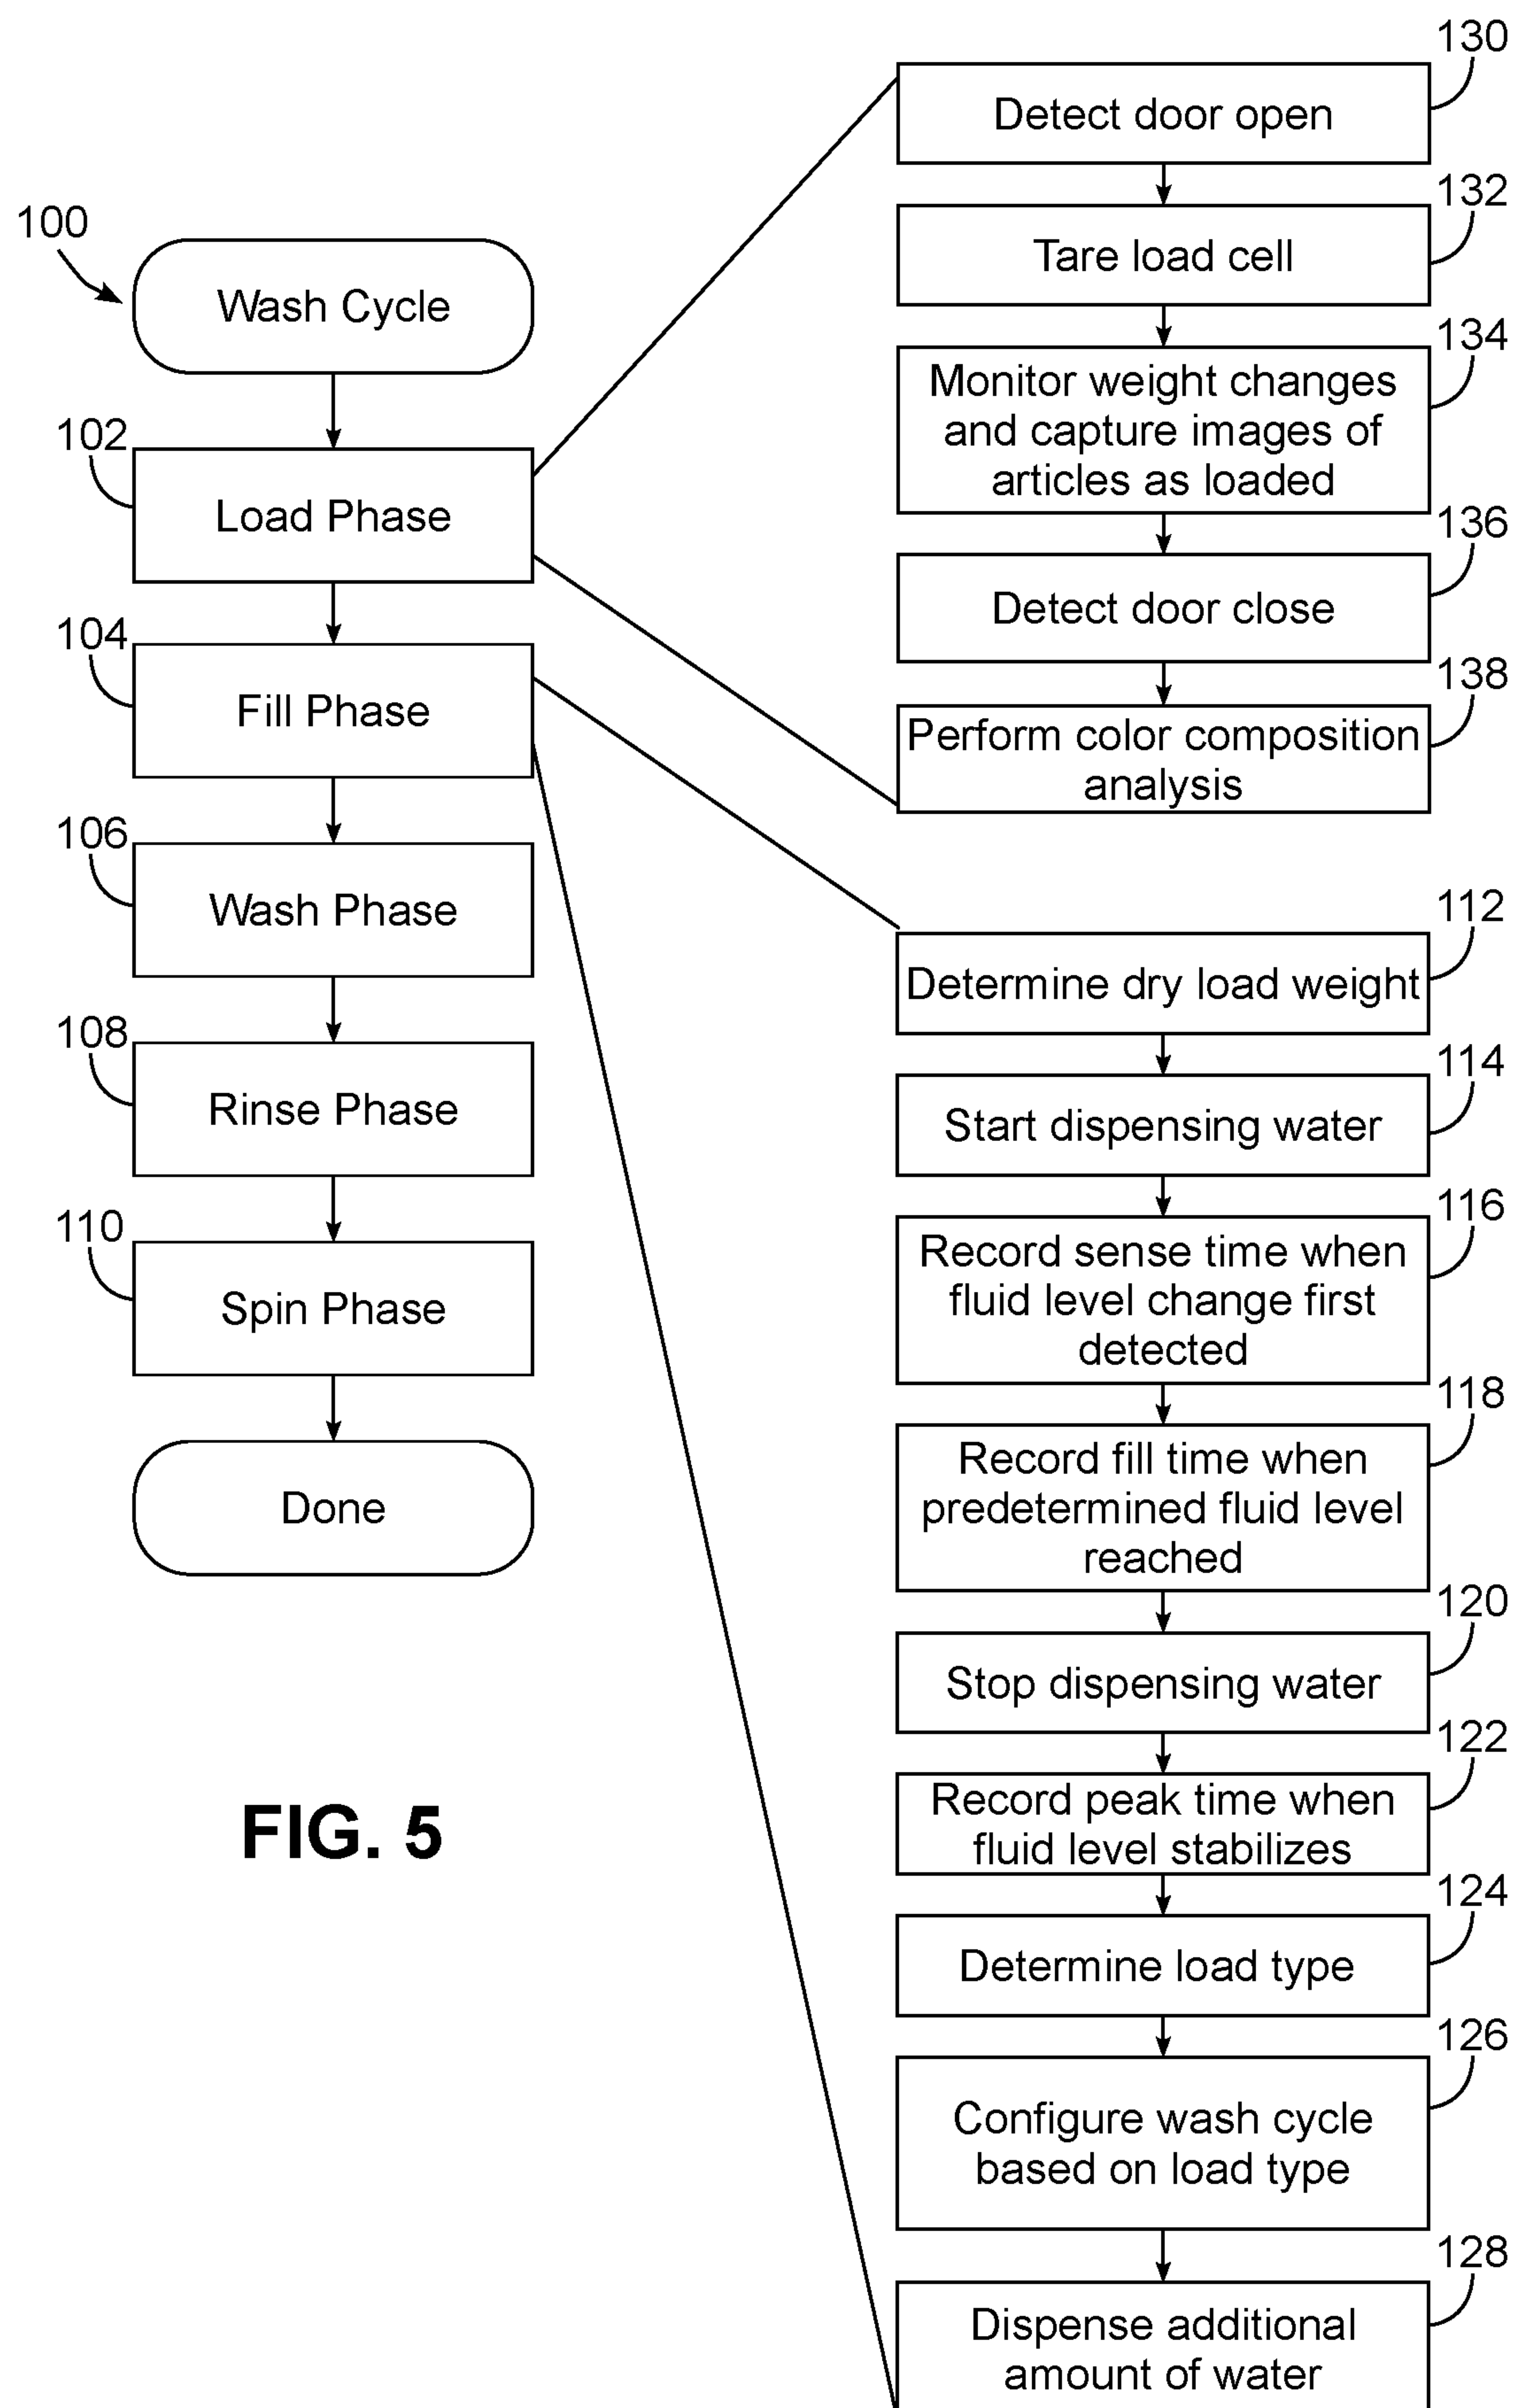 100
Wash Cycle
102
Load Phase
104
Fill Phase
106
Wash Phase
108
Rinse Phase
110
Spin Phase
Done
FIG. 5
130
Detect door open
132
Tare load cell
134
Monitor weight changes
and capture images of
articles as loaded
136
Detect door close
138
Perform color composition
analysis
112
Determine dry load weight
114
Start dispensing water
116
Record sense time when
fluid level change first
detected
118
Record fill time when
predetermined fluid level
reached
120
Stop dispensing water
122
Record peak time when
fluid level stabilizes
124
Determine load type
126
Configure wash cycle
based on load type
128
Dispense additional
amount of water